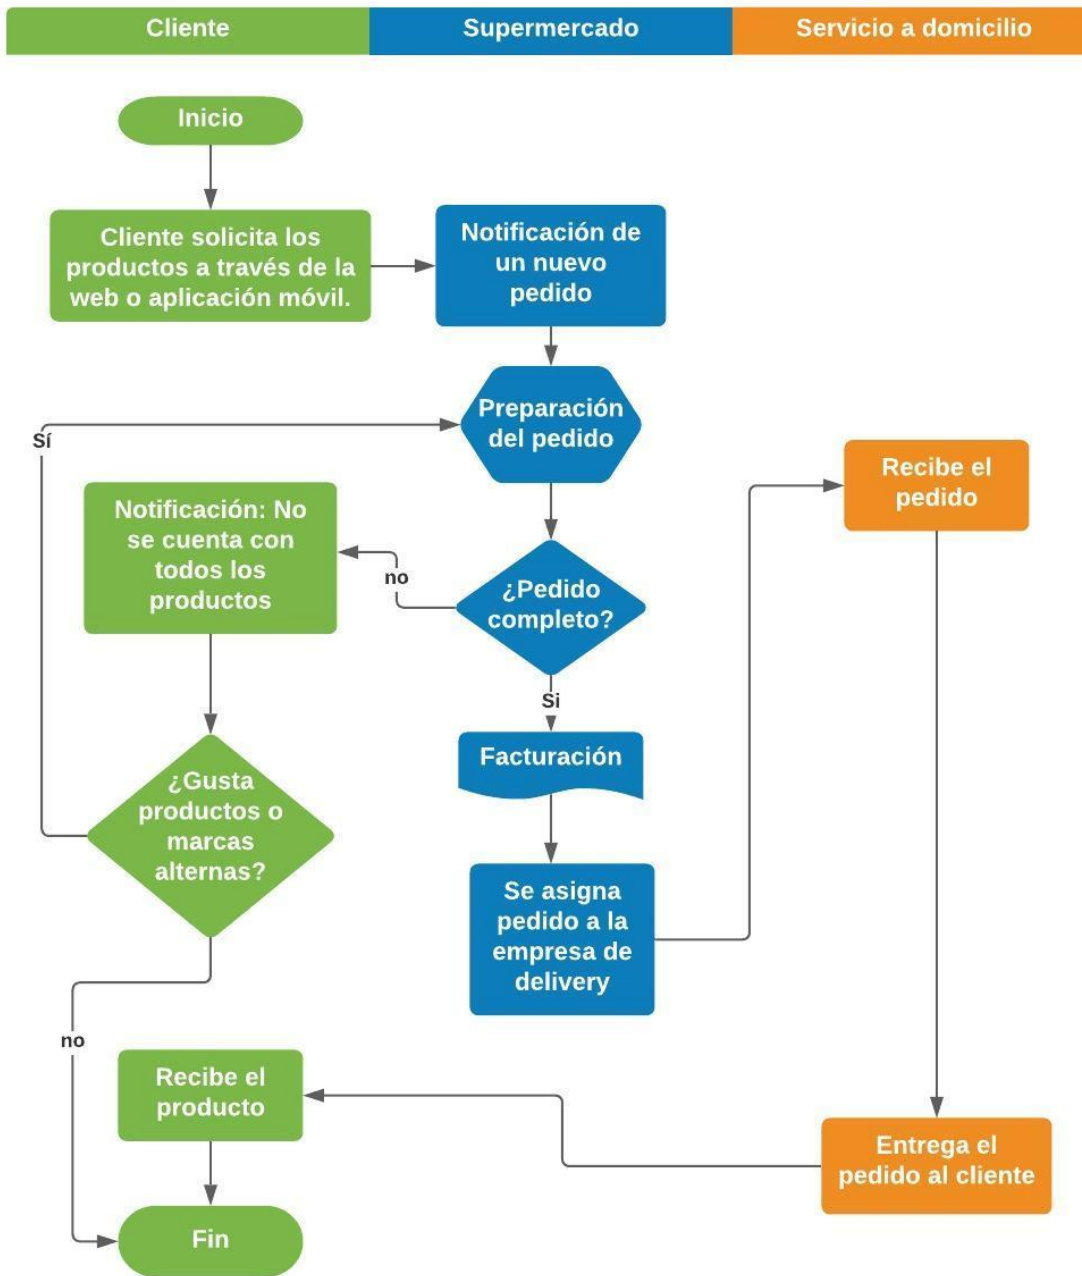 Cliente
Supermercado
Servicio a domicilio
Inicio
Cliente solicita los
productos a través de la
web o aplicación móvil.
Notificación de
un nuevo
pedido
Preparación
del pedido
Sí
Recibe el
pedido
Notificación: No
se cuenta con
todos los
productos
no
¿Pedido
completo?
Si
Facturación
¿Gusta
productos o
marcas
alternas?
Se asigna
pedido a la
empresa de
delivery
no
Recibe el
producto
Entrega el
pedido al cliente
Fin